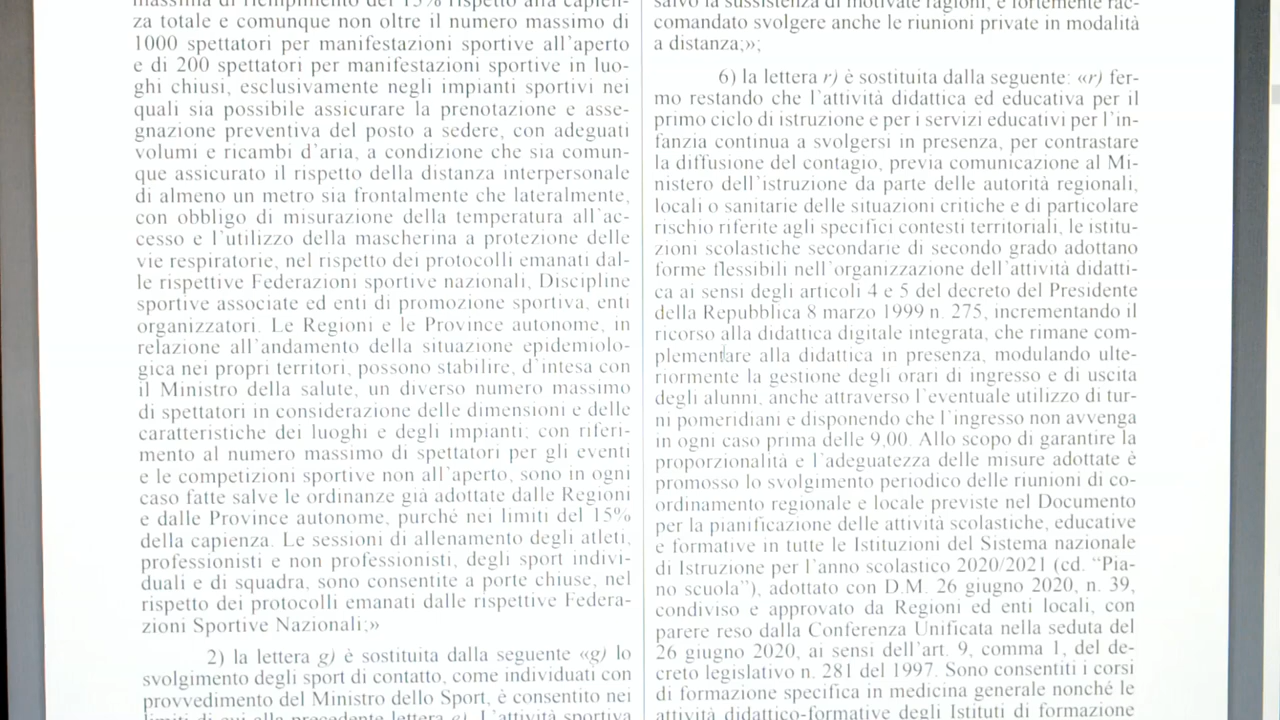 massima di riempimento del 15% rispetto alla capien-
za totale e comunque non oltre il numero massimo di
1000 spettatori per manifestazioni sportive all'aperto
e di 200 spettatori per manifestazioni sportive in luo-
ghi chiusi, esclusivamente negli impianti sportivi nei
quali sia possibile assicurare la prenotazione e asse-
gnazione preventiva del posto a sedere, con adeguati
volumi e ricambi d'aria, a condizione che sia comun-
que assicurato il rispetto della distanza interpersonale
di almeno un metro sia frontalmente che lateralmente,
con obbligo di misurazione della temperatura all'ac-
cesso e l'utilizzo della mascherina a protezione delle
vie respiratorie, nel rispetto dei protocolli emanati dal-
le rispettive Federazioni sportive nazionali, Discipline
sportive associate ed enti di promozione sportiva, enti
organizzatori. Le Regioni e le Province autonome, in
relazione all'andamento della situazione epidemiolo-
gica nei propri territori, possono stabilire, d'intesa con
il Ministro della salute, un diverso numero massimo
di spettatori in considerazione delle dimensioni e delle
caratteristiche dei luoghi e degli impianti; con riferi-
mento al numero massimo di spettatori per gli eventi
e le competizioni sportive non all'aperto, sono in ogni
caso fatte salve le ordinanze già adottate dalle Regioni
e dalle Province autonome, purché nei limiti del 15%
della capienza. Le sessioni di allenamento degli atleti,
professionisti e non professionisti, degli sport indivi-
duali e di squadra, sono consentite a porte chiuse, nel
rispetto dei protocolli emanati dalle rispettive Federa-
zioni Sportive Nazionali;»
2) la lettera g) è sostituita dalla seguente «g) lo
svolgimento degli sport di contatto, come individuati con
provvedimento del Ministro dello Sport, è consentito nei
limiti di cui alla precedente lettera e). L'attività sportiva
salvo la sussistenza di motivate ragioni; è fortemente rac-
comandato svolgere anche le riunioni private in modalità
a distanza;»;
6) la lettera r) è sostituita dalla seguente: «r) fer-
mo restando che l'attività didattica ed educativa per il
primo ciclo di istruzione e per i servizi educativi per l'in-
fanzia continua a svolgersi in presenza, per contrastare
la diffusione del contagio, previa comunicazione al Mi-
nistero dell'istruzione da parte delle autorità regionali,
locali o sanitarie delle situazioni critiche e di particolare
rischio riferite agli specifici contesti territoriali, le istitu-
zioni scolastiche secondarie di secondo grado adottano
forme flessibili nell'organizzazione dell'attività didatti-
ca ai sensi degli articoli 4 e 5 del decreto del Presidente
della Repubblica 8 marzo 1999 n. 275, incrementando il
ricorso alla didattica digitale integrata, che rimane com-
plementare alla didattica in presenza, modulando ulte-
riormente la gestione degli orari di ingresso e di uscita
degli alunni, anche attraverso l'eventuale utilizzo di tur-
ni pomeridiani e disponendo che l'ingresso non avvenga
in ogni caso prima delle 9,00. Allo scopo di garantire la
proporzionalità e l'adeguatezza delle misure adottate è
promosso lo svolgimento periodico delle riunioni di co-
ordinamento regionale e locale previste nel Documento
per la pianificazione delle attività scolastiche, educative
e formative in tutte le Istituzioni del Sistema nazionale
di Istruzione per l'anno scolastico 2020/2021 (cd. "Pia-
no scuola"), adottato con D.M. 26 giugno 2020, n. 39,
condiviso e approvato da Regioni ed enti locali, con
parere reso dalla Conferenza Unificata nella seduta del
26 giugno 2020, ai sensi dell'art. 9, comma 1, del de-
creto legislativo n. 281 del 1997. Sono consentiti i corsi
di formazione specifica in medicina generale nonché le
attività didattico-formative degli Istituti di formazione